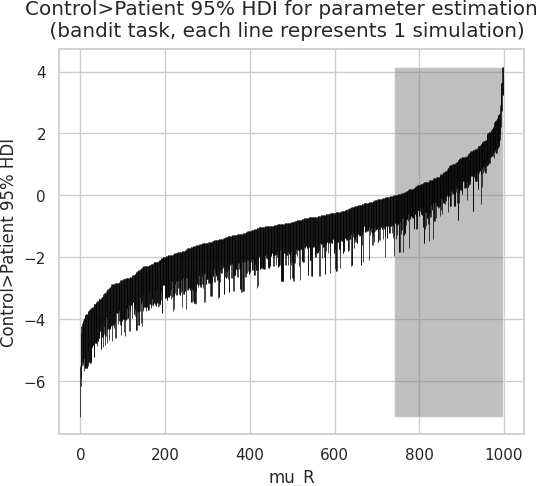 Control>Patient 95% HDI for parameter estimation
(bandit task, each line represents 1 simulation)
Control>Patient 95% HDI
4
2
0
−2
−4
−6
0 200 400 600 800 1000
mu_R